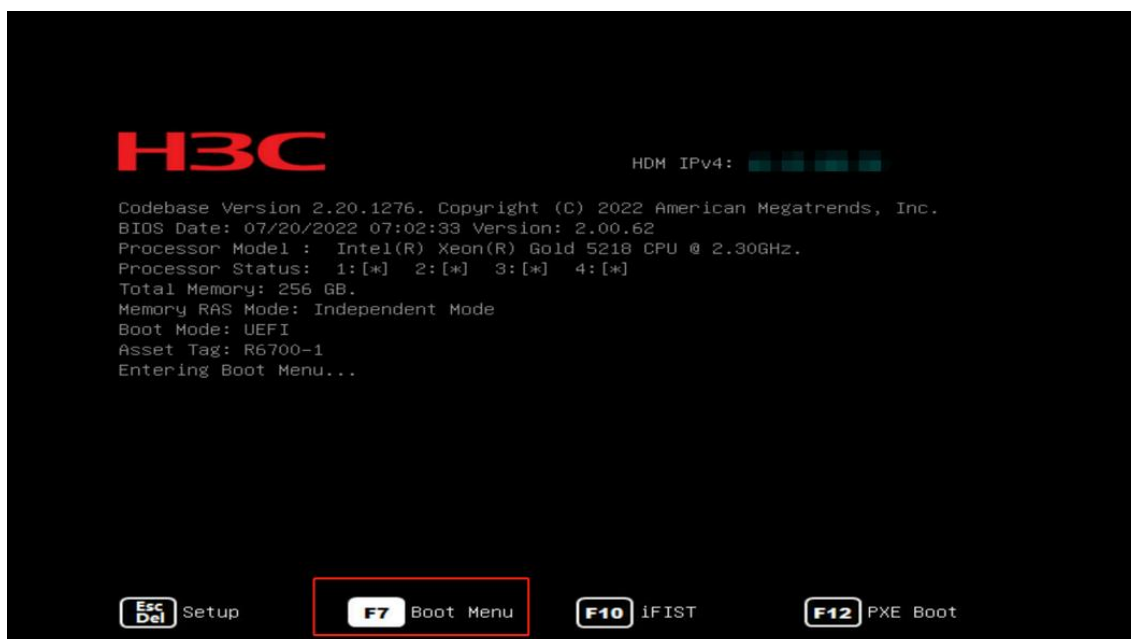 H3C
HDM IPv4:
Codebase Version 2.20.1276. Copyright (C) 2022 American Megatrends, Inc.
BIOS Date: 07/20/2022 07:02:33 Version: 2.00.62
Processor Model :  Intel(R) Xeon(R) Gold 5218 CPU @ 2.30GHz.
Processor Status:  1:[*]  2:[*]  3:[*]  4:[*]
Total Memory: 256 GB.
Memory RAS Mode: Independent Mode
Boot Mode: UEFI
Asset Tag: R6700-1
Entering Boot Menu...
Esc Del Setup
F7 Boot Menu
F10 iFIST
F12 PXE Boot